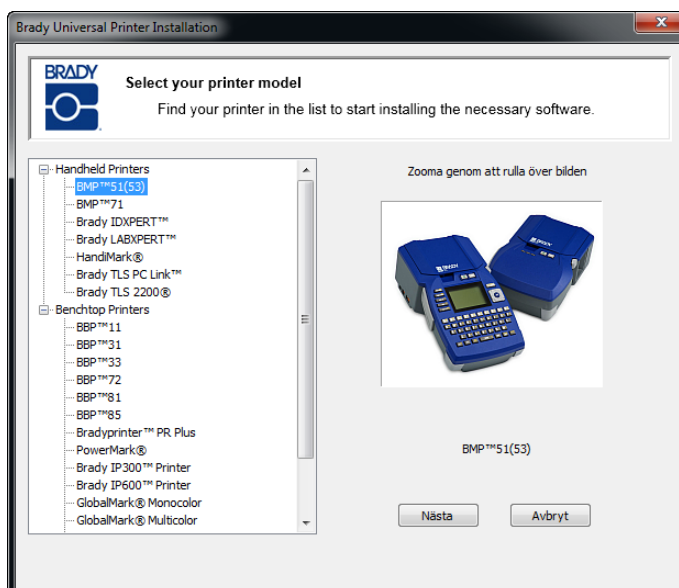 Brady Universal Printer Installation
BRADY
Select your printer model
Find your printer in the list to start installing the necessary software.
Handheld Printers
BMP™51(53)
BMP™71
Brady IDXPERT™
Brady LABXPERT™
HandiMark®
Brady TLS PC Link™
Brady TLS 2200®
Benchtop Printers
BBP™11
BBP™31
BBP™33
BBP™72
BBP™81
BBP™85
Bradyprinter™ PR Plus
PowerMark®
Brady IP300™ Printer
Brady IP600™ Printer
GlobalMark® Monocolor
GlobalMark® Multicolor
Zooma genom att rulla över bilden
BRADY
BRADY
BMP™51(53)
Nästa
Avbryt